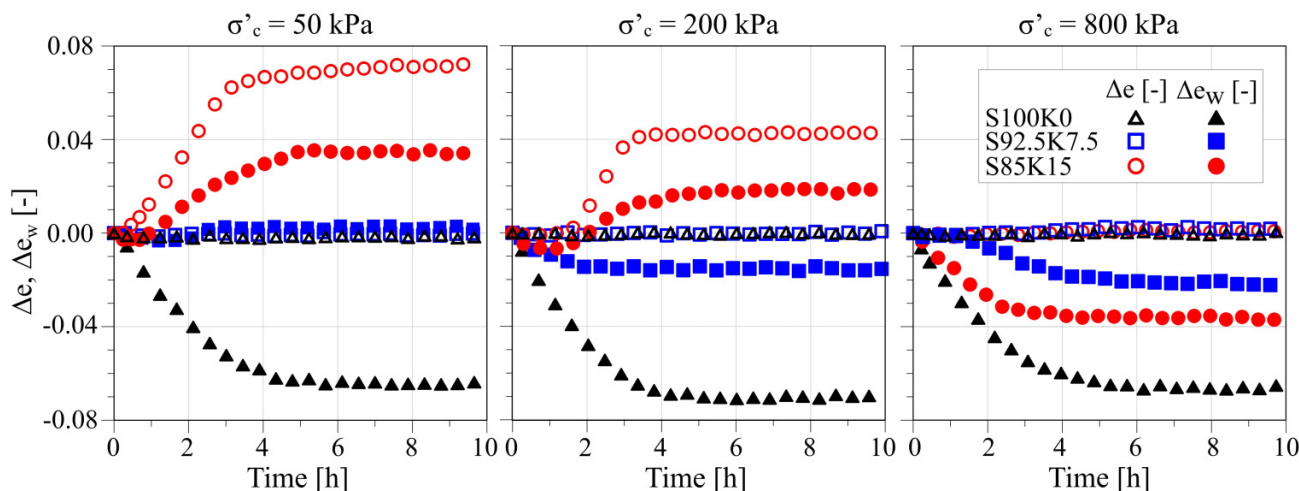 σ'c = 50 kPa
σ'c = 200 kPa
σ'c = 800 kPa
Δe, Δew [-]
0.08
0.04
0.00
-0.04
-0.08
Δe [-] Δew [-]
S100K0
S92.5K7.5
S85K15
0 2 4 6 8 10
0 2 4 6 8 10
0 2 4 6 8 10
Time [h]
Time [h]
Time [h]